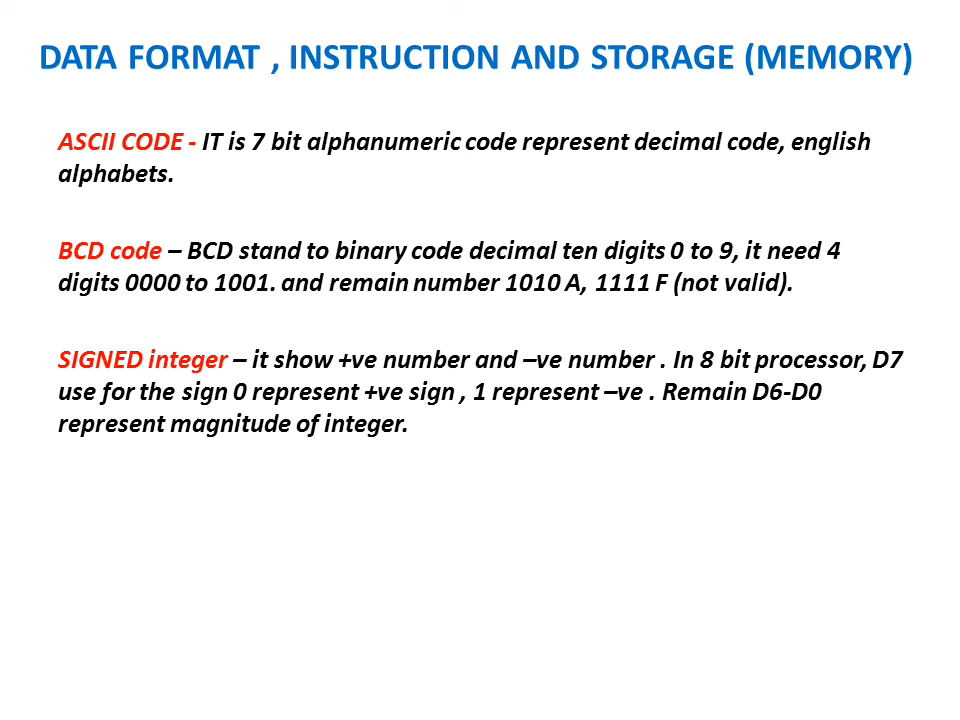 DATA FORMAT , INSTRUCTION AND STORAGE (MEMORY)
ASCII CODE - IT is 7 bit alphanumeric code represent decimal code, english
alphabets.
BCD code – BCD stand to binary code decimal ten digits 0 to 9, it need 4
digits 0000 to 1001. and remain number 1010 A, 1111 F (not valid).
SIGNED integer – it show +ve number and –ve number . In 8 bit processor, D7
use for the sign 0 represent +ve sign , 1 represent –ve . Remain D6-D0
represent magnitude of integer.